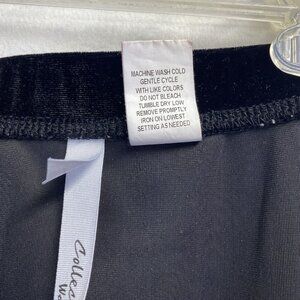 MACHINE WASH COLD
GENTLE CYCLE
WITH LIKE COLORS
DO NOT BLEACH
TUMBLE DRY LOW
REMOVE PROMPTLY
IRON ON LOWEST
SETTING AS NEEDED